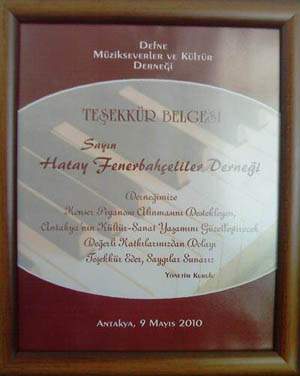 Defne
Müzikseverler ve Kültür
Derneği
TEŞEKKÜR BELGESİ
Sayın
Hatay Fenerbahçeliler Derneği
Derneğimize
Konser Piyanosu Alınmasını Destekleyen,
Antakya'nın Kültür-Sanat Yaşamını Güzelleştirecek
Değerli Katkılarınızdan Dolayı
Teşekkür Eder, Saygılar Sunarız
Yönetim Kurulu
Antakya, 9 Mayıs 2010